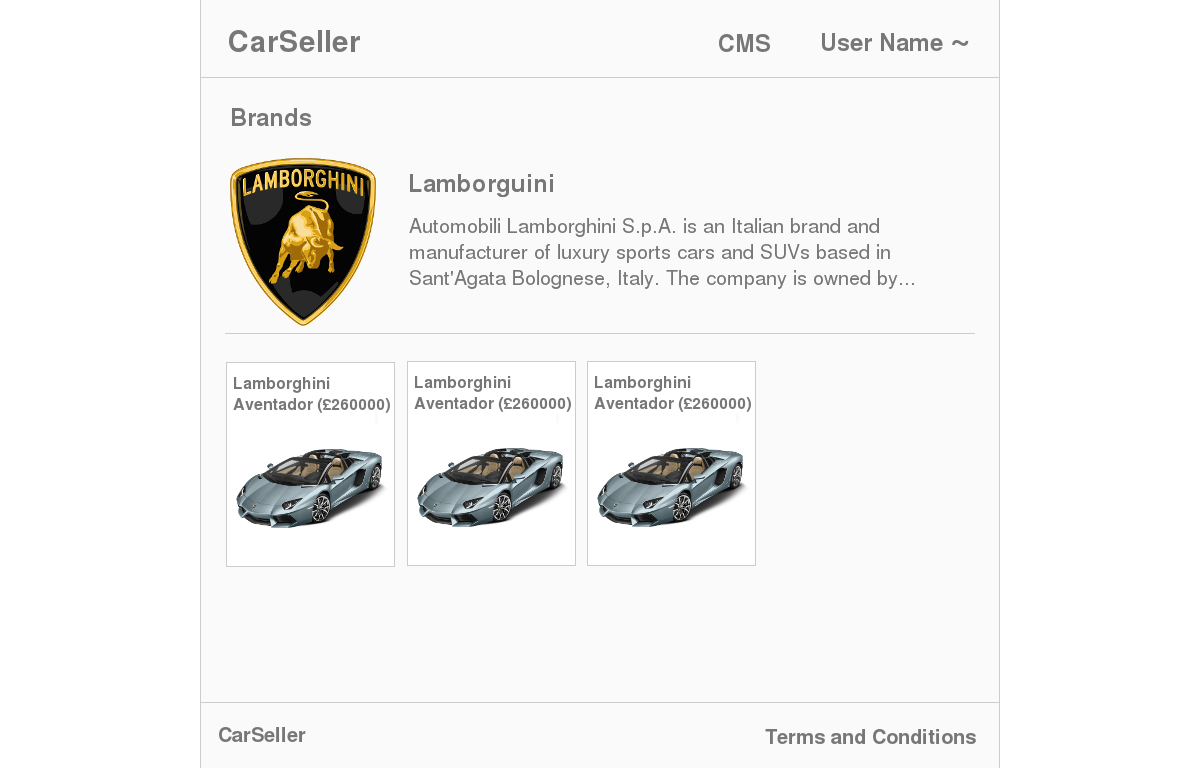 CarSeller CMS User Name ~
Brands
LAMBORGHINI
Lamborguini
Automobili Lamborghini S.p.A. is an Italian brand and
manufacturer of luxury sports cars and SUVs based in
Sant'Agata Bolognese, Italy. The company is owned by...
Lamborghini
Aventador (£260000)
Lamborghini
Aventador (£260000)
Lamborghini
Aventador (£260000)
CarSeller Terms and Conditions